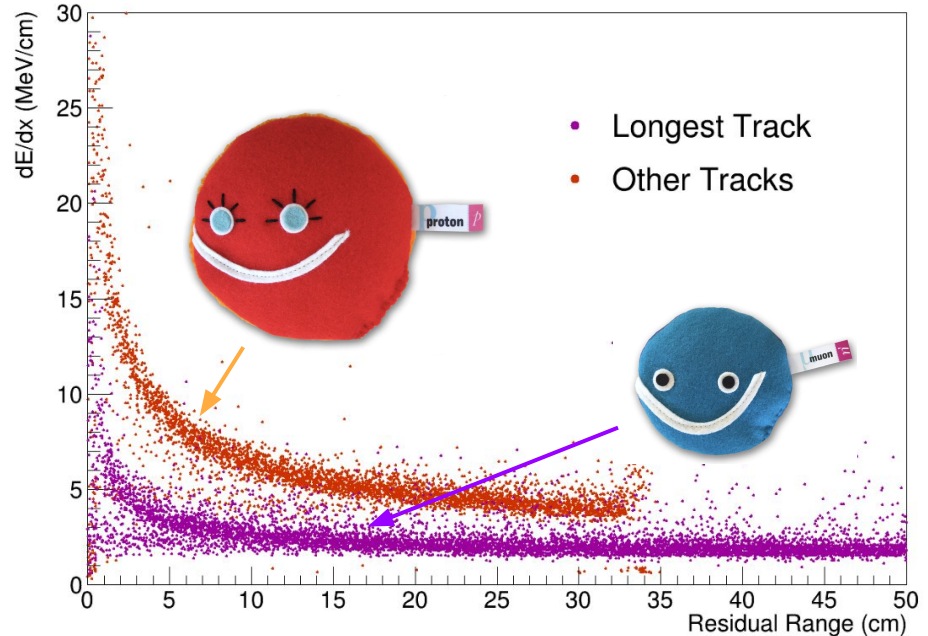 dE/dx (MeV/cm)
30
25
20
15
10
5
0
Longest Track
Other Tracks
proton p
muon μ
0 5 10 15 20 25 30 35 40 45 50
Residual Range (cm)